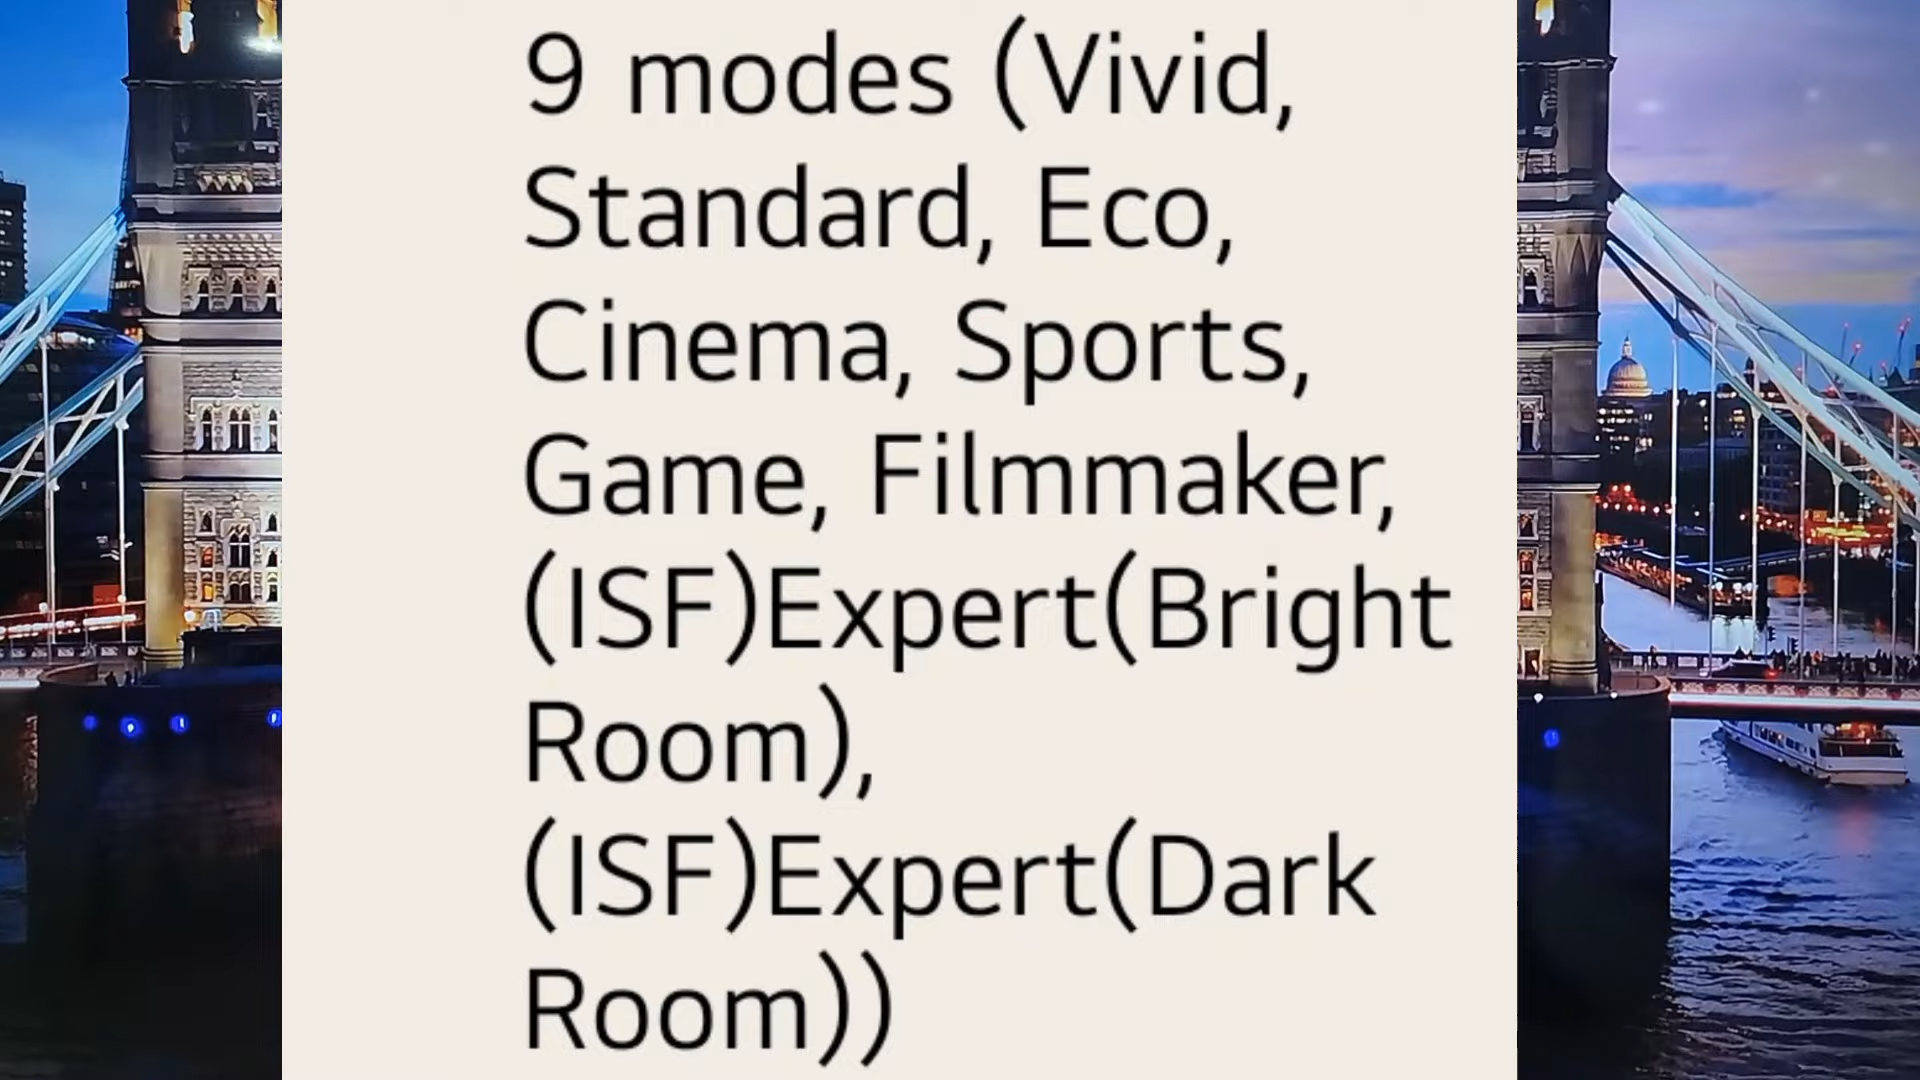 9 modes (Vivid,
Standard, Eco,
Cinema, Sports,
Game, Filmmaker,
(ISF)Expert(Bright
Room),
(ISF)Expert(Dark
Room))